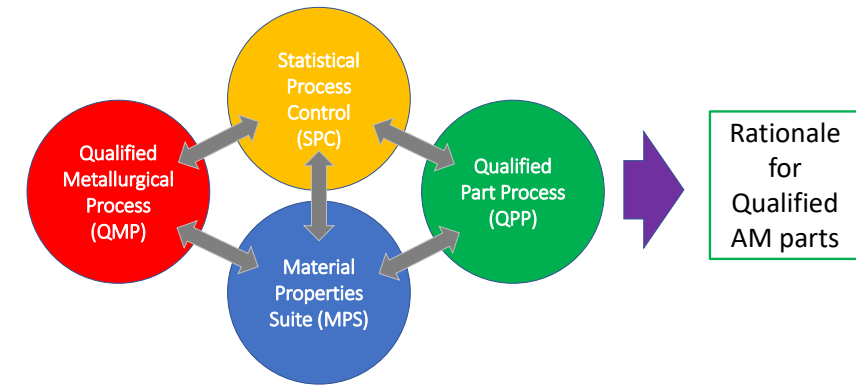 Statistical
Process
Control
(SPC)
Qualified
Metallurgical
Process
(QMP)
Qualified
Part Process
(QPP)
Material
Properties
Suite (MPS)
Rationale
for
Qualified
AM parts